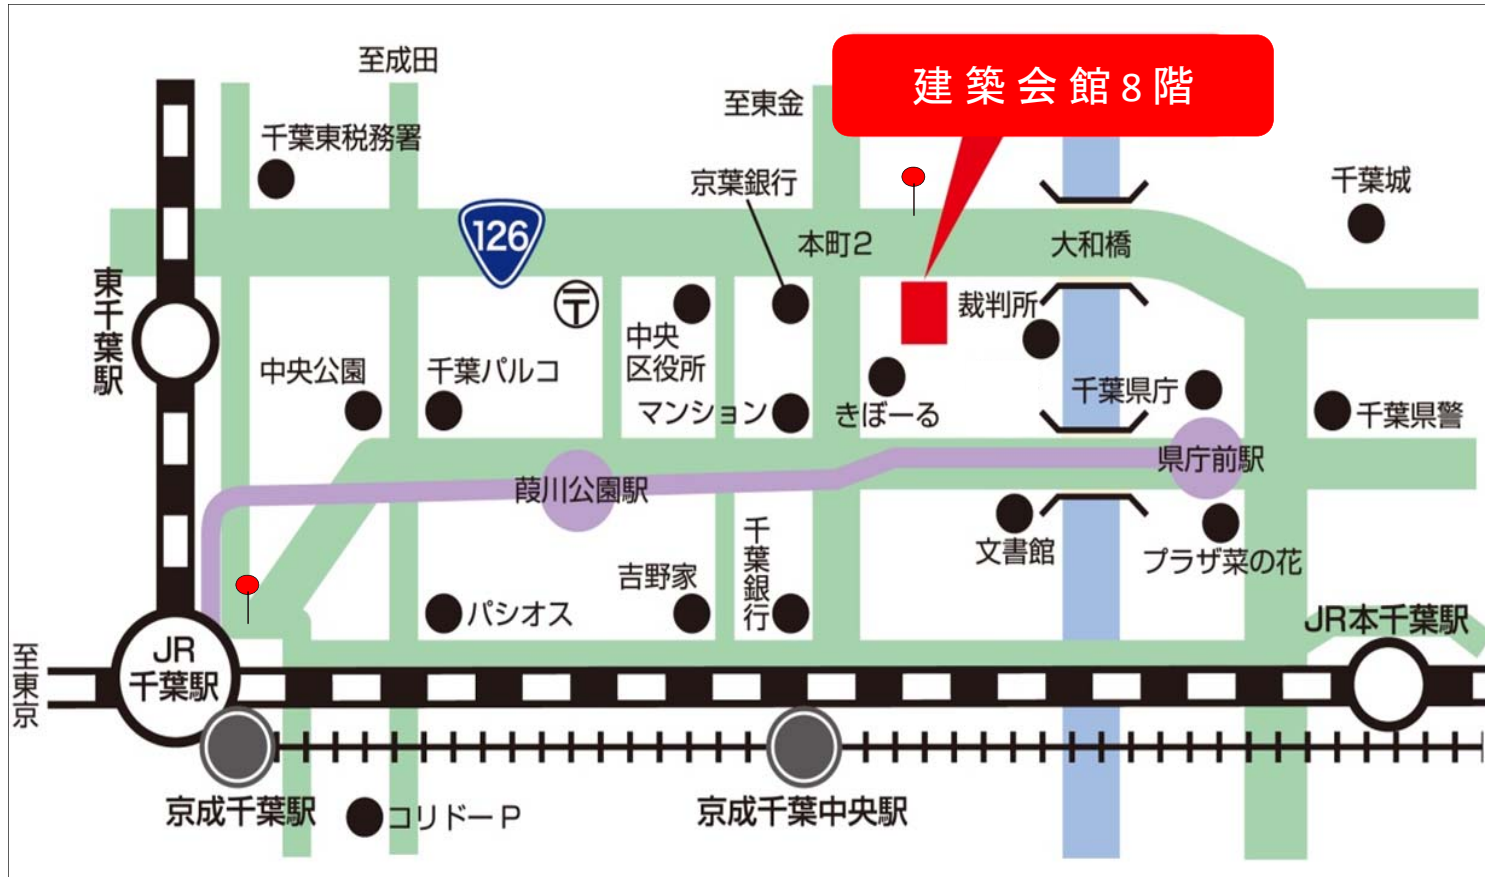 至成田
建築会館8階
至東金
千葉東税務署
京葉銀行
千葉城
126
本町2
大和橋
東千葉駅
〒
中央
区役所
裁判所
中央公園
千葉パルコ
マンション
きぼーる
千葉県庁
千葉県警
葭川公園駅
県庁前駅
千葉銀行
文書館
プラザ菜の花
吉野家
パシオス
JR本千葉駅
至東京
JR
千葉駅
京成千葉駅
コリドーP
京成千葉中央駅